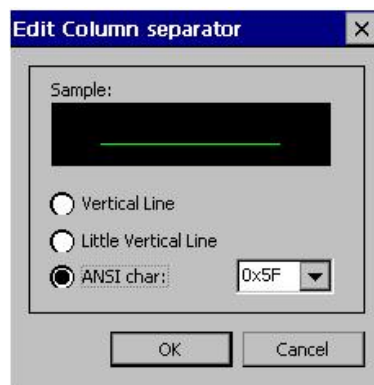 Edit Column separator
Sample:
Vertical Line
Little Vertical Line
ANSI char: 0x5F
OK Cancel